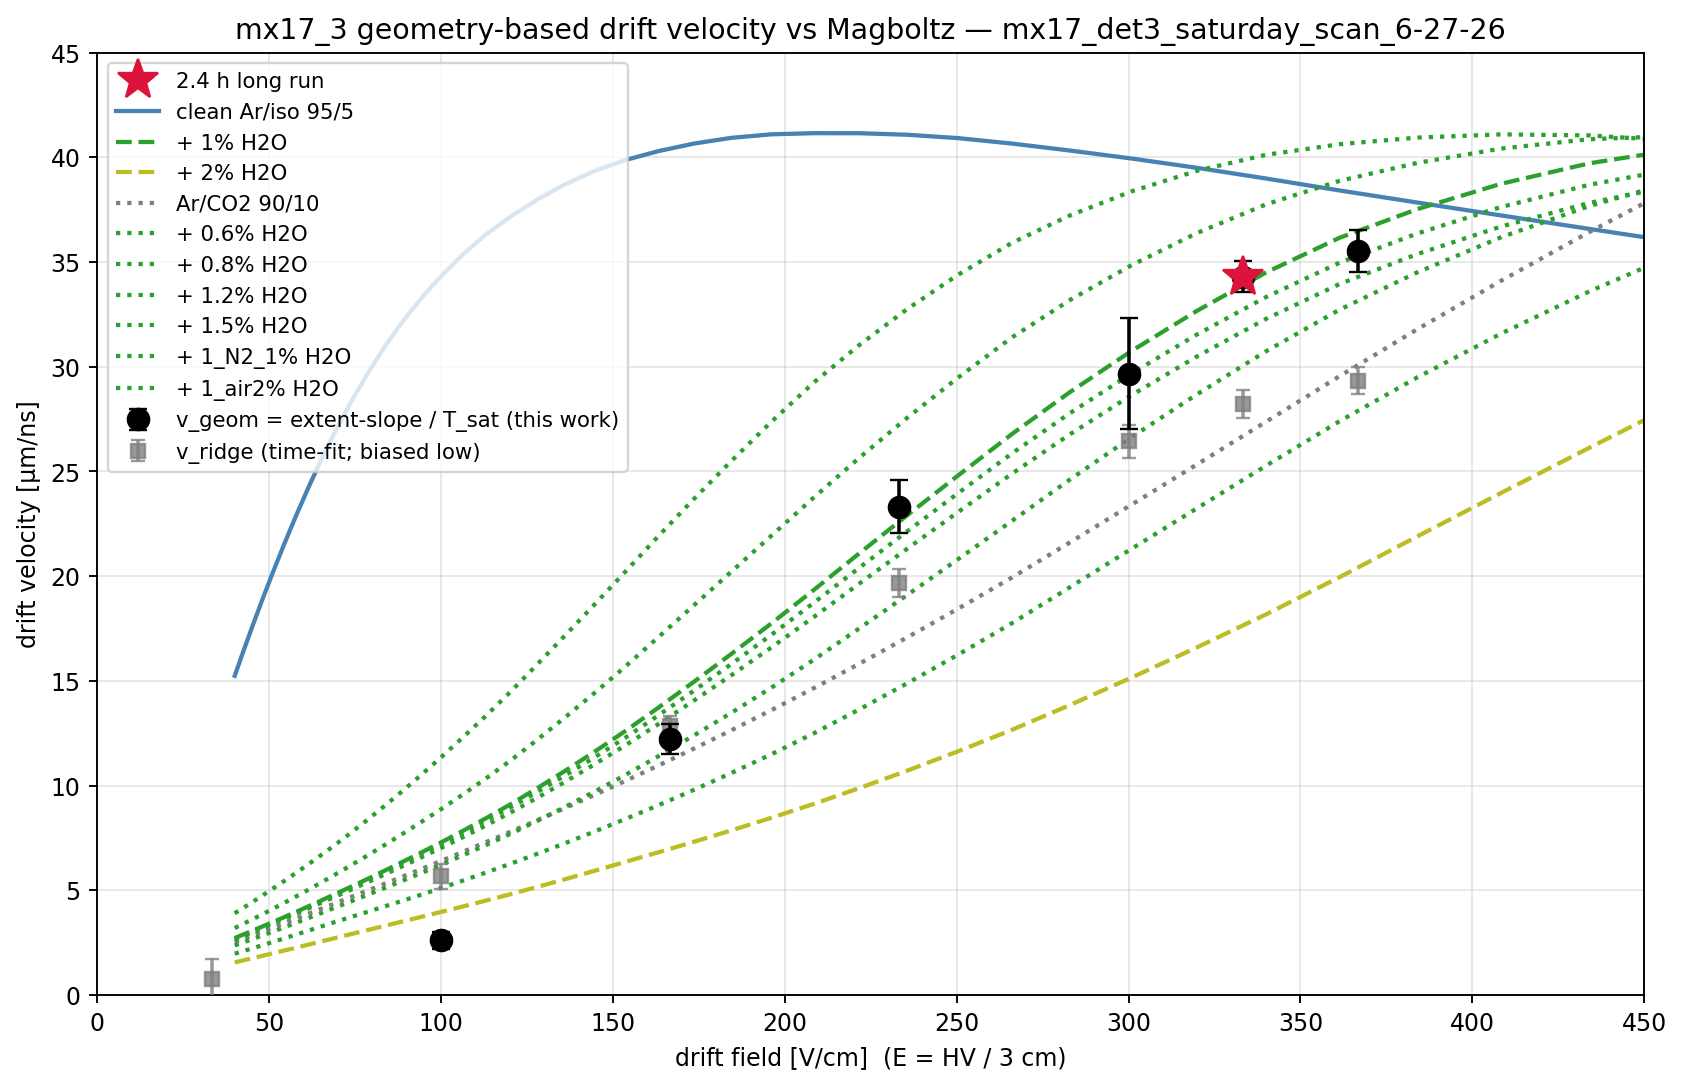 mx17_3 geometry-based drift velocity vs Magboltz — mx17_det3_saturday_scan_6-27-26
45
40
35
30
25
20
15
10
5
0
drift velocity [µm/ns]
2.4 h long run
clean Ar/iso 95/5
+ 1% H2O
+ 2% H2O
Ar/CO2 90/10
+ 0.6% H2O
+ 0.8% H2O
+ 1.2% H2O
+ 1.5% H2O
+ 1_N2_1% H2O
+ 1_air2% H2O
v_geom = extent-slope / T_sat (this work)
v_ridge (time-fit; biased low)
0 50 100 150 200 250 300 350 400 450
drift field [V/cm]  (E = HV / 3 cm)